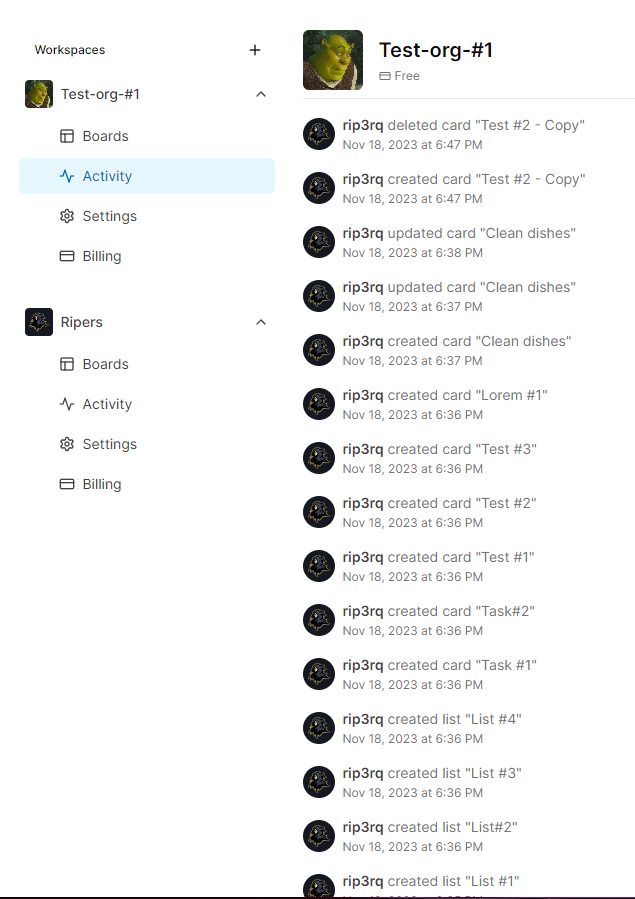 Workspaces
Test-org-#1
Boards
Activity
Settings
Billing
Ripers
Boards
Activity
Settings
Billing
Test-org-#1
Free
rip3rq deleted card "Test #2 - Copy"
Nov 18, 2023 at 6:47 PM
rip3rq created card "Test #2 - Copy"
Nov 18, 2023 at 6:47 PM
rip3rq updated card "Clean dishes"
Nov 18, 2023 at 6:38 PM
rip3rq updated card "Clean dishes"
Nov 18, 2023 at 6:37 PM
rip3rq created card "Clean dishes"
Nov 18, 2023 at 6:37 PM
rip3rq created card "Lorem #1"
Nov 18, 2023 at 6:36 PM
rip3rq created card "Test #3"
Nov 18, 2023 at 6:36 PM
rip3rq created card "Test #2"
Nov 18, 2023 at 6:36 PM
rip3rq created card "Test #1"
Nov 18, 2023 at 6:36 PM
rip3rq created card "Task#2"
Nov 18, 2023 at 6:36 PM
rip3rq created card "Task #1"
Nov 18, 2023 at 6:36 PM
rip3rq created list "List #4"
Nov 18, 2023 at 6:36 PM
rip3rq created list "List #3"
Nov 18, 2023 at 6:36 PM
rip3rq created list "List#2"
Nov 18, 2023 at 6:36 PM
rip3rq created list "List #1"